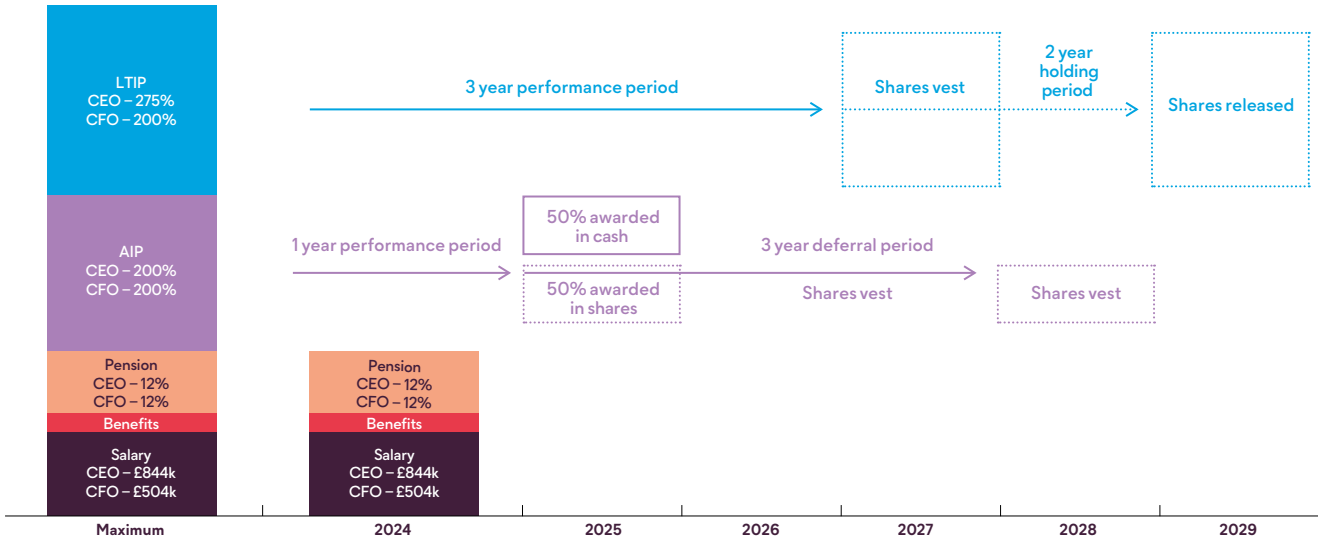 LTIP
CEO – 275%
CFO – 200%
3 year performance period
Shares vest
2 year
holding
period
Shares released
AIP
CEO – 200%
CFO – 200%
1 year performance period
50% awarded
in cash
50% awarded
in shares
3 year deferral period
Shares vest
Shares vest
Pension
CEO – 12%
CFO – 12%
Benefits
Salary
CEO – £844k
CFO – £504k
Pension
CEO – 12%
CFO – 12%
Benefits
Salary
CEO – £844k
CFO – £504k
Maximum
2024
2025
2026
2027
2028
2029